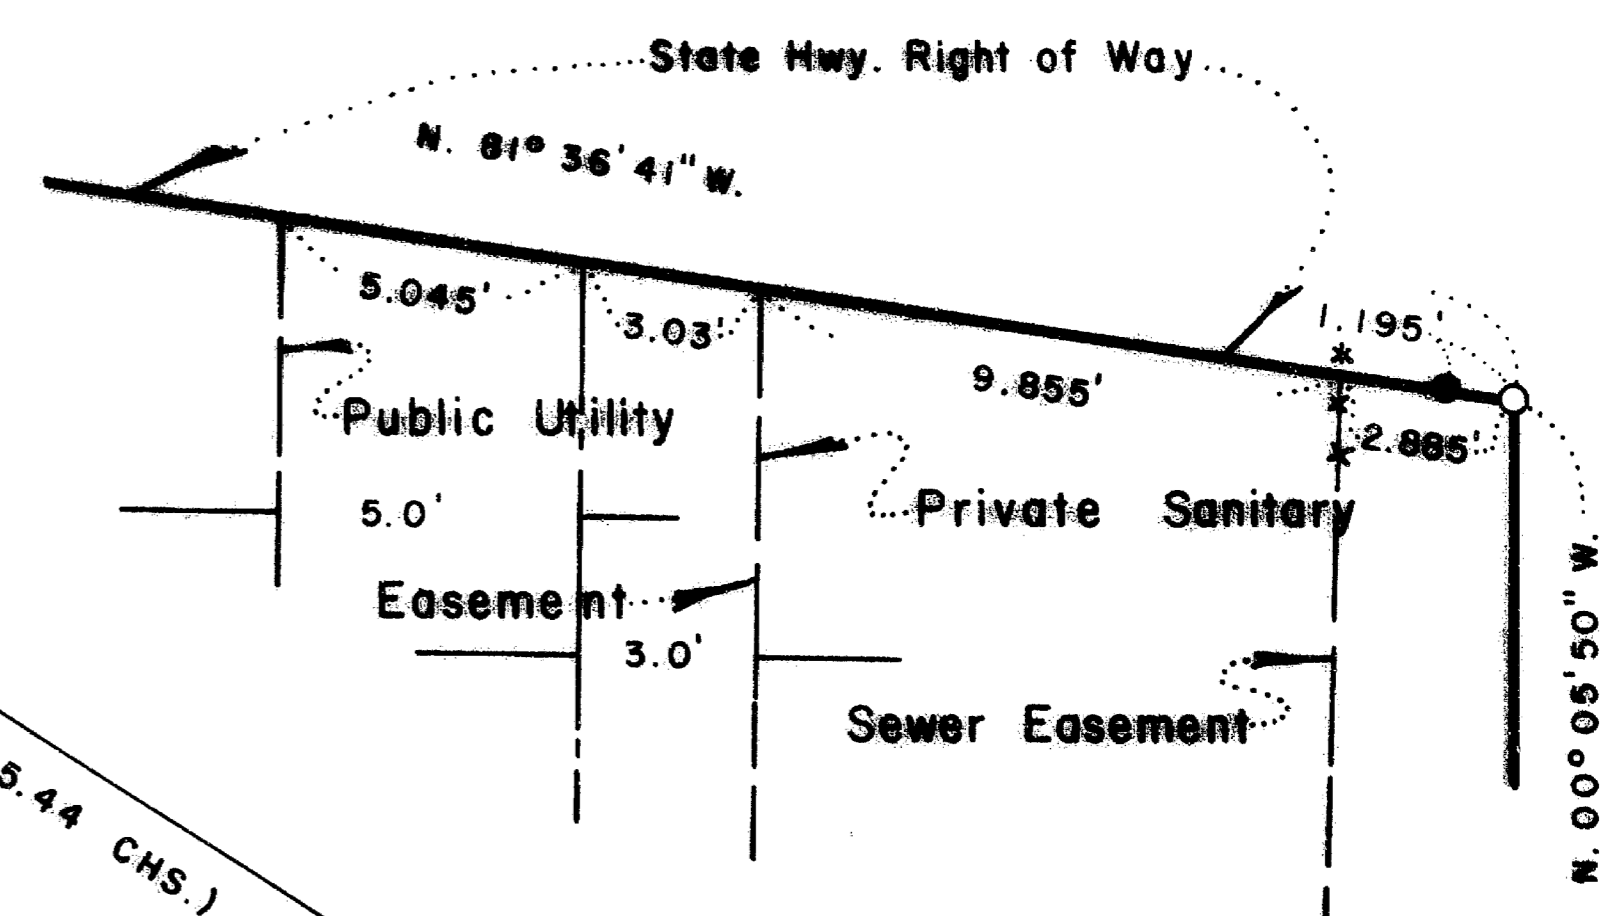 State Hwy. Right of Way
N. 81° 36' 41" W.
5.045'
3.03'
1.195'
9.855'
2.885'
Public Utility
5.0'
Private Sanitary
Easement
3.0'
Sewer Easement
N. 00° 05' 50" W.
5.44 CHS.)